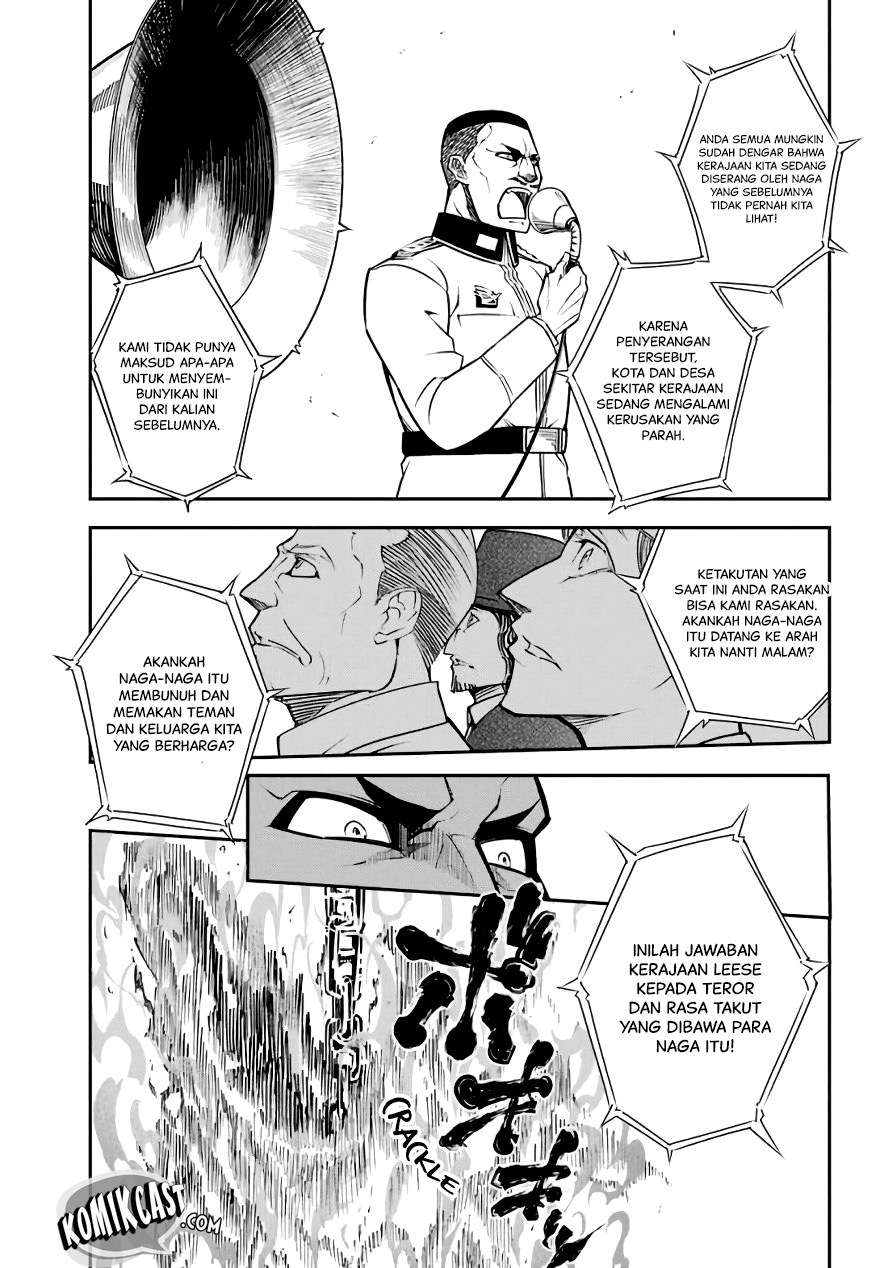 ANDA SEMUA MUNGKIN
SUDAH DENGAR BAHWA
KERAJAAN KITA SEDANG
DISERANG OLEH NAGA
YANG SEBELUMNYA
TIDAK PERNAH KITA
LIHAT!
KARENA
PENYERANGAN
TERSEBUT,
KOTA DAN DESA
SEKITAR KERAJAAN
SEDANG MENGALAMI
KERUSAKAN YANG
PARAH.
KAMI TIDAK PUNYA
MAKSUD APA-APA
UNTUK MENYEM-
BUNYIKAN INI
DARI KALIAN
SEBELUMNYA.
KETAKUTAN YANG
SAAT INI ANDA RASAKAN
BISA KAMI RASAKAN.
AKANKAH NAGA-NAGA
ITU DATANG KE ARAH
KITA NANTI MALAM?
AKANKAH
NAGA-NAGA ITU
MEMBUNUH DAN
MEMAKAN TEMAN
DAN KELUARGA KITA
YANG BERHARGA?
INILAH JAWABAN
KERAJAAN LEESE
KEPADA TEROR
DAN RASA TAKUT
YANG DIBAWA PARA
NAGA ITU!
ボキキッ
CRACKLE
KOMIKCAST
.COM